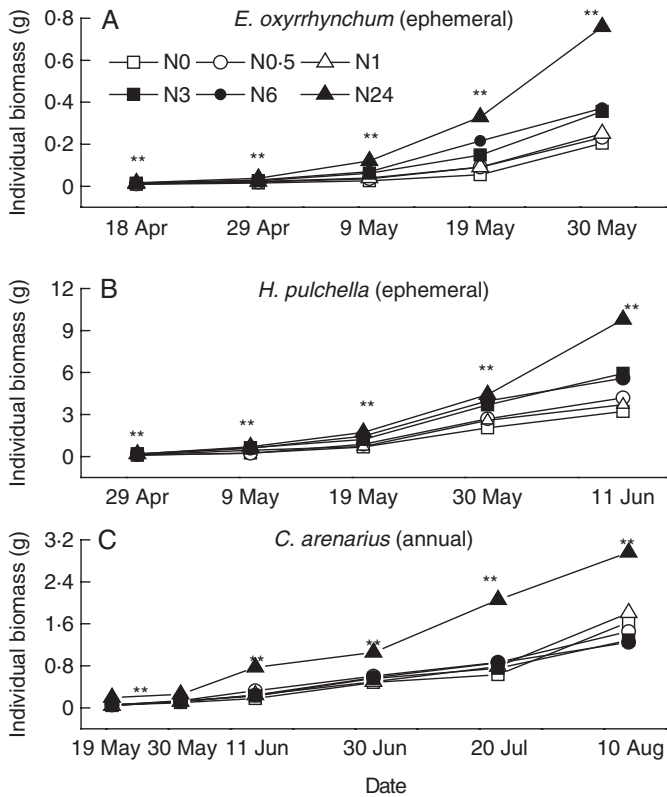 A
E. oxyrrhynchum (ephemeral)
Individual biomass (g)
0·8
0·6
0·4
0·2
0
**
**
**
**
**
N0
N0·5
N1
N3
N6
N24
18 Apr
29 Apr
9 May
19 May
30 May
B
H. pulchella (ephemeral)
Individual biomass (g)
12
9
6
3
0
**
**
**
**
**
29 Apr
9 May
19 May
30 May
11 Jun
C
C. arenarius (annual)
Individual biomass (g)
3·2
2·4
1·6
0·8
0
**
**
**
**
**
19 May
30 May
11 Jun
30 Jun
20 Jul
10 Aug
Date